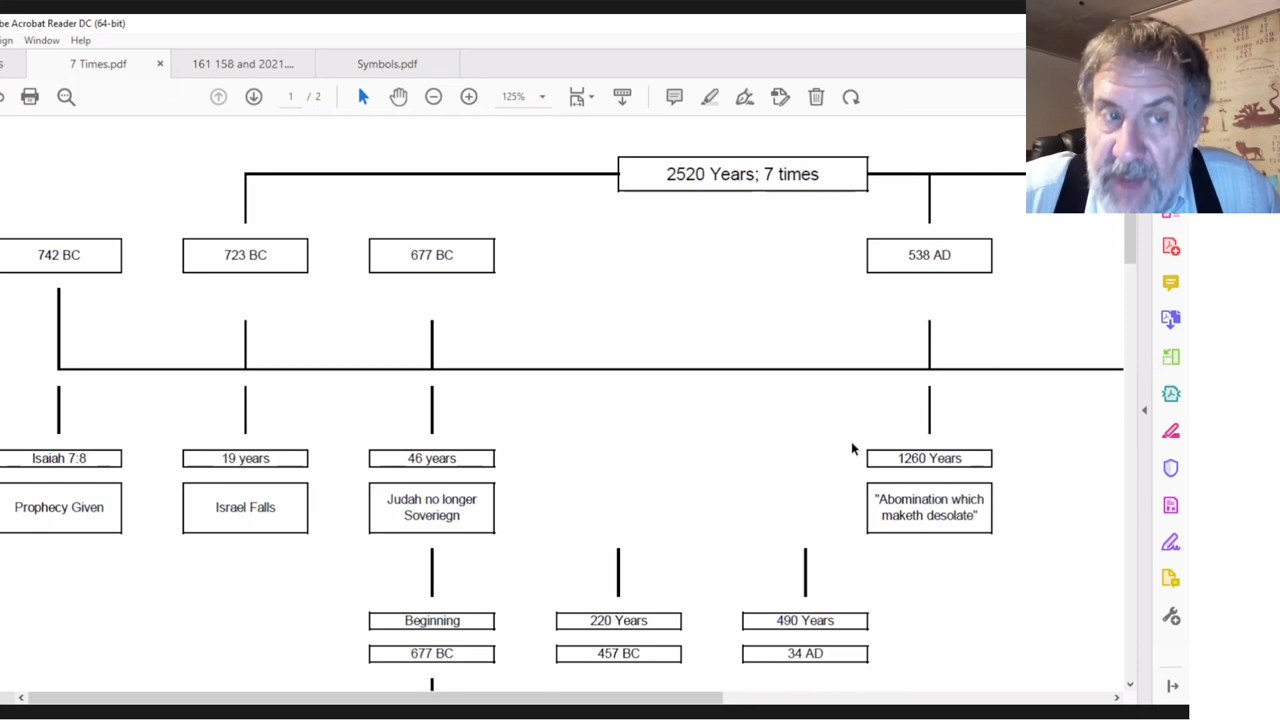 be Acrobat Reader DC (64-bit)
ign Window Help
s 7 Times.pdf × 161 158 and 2021.... Symbols.pdf
1 / 2 125%
2520 Years; 7 times
742 BC 723 BC 677 BC 538 AD
Isaiah 7:8 19 years 46 years 1260 Years
Prophecy Given Israel Falls Judah no longer Soveriegn "Abomination which maketh desolate"
Beginning 220 Years 490 Years
677 BC 457 BC 34 AD